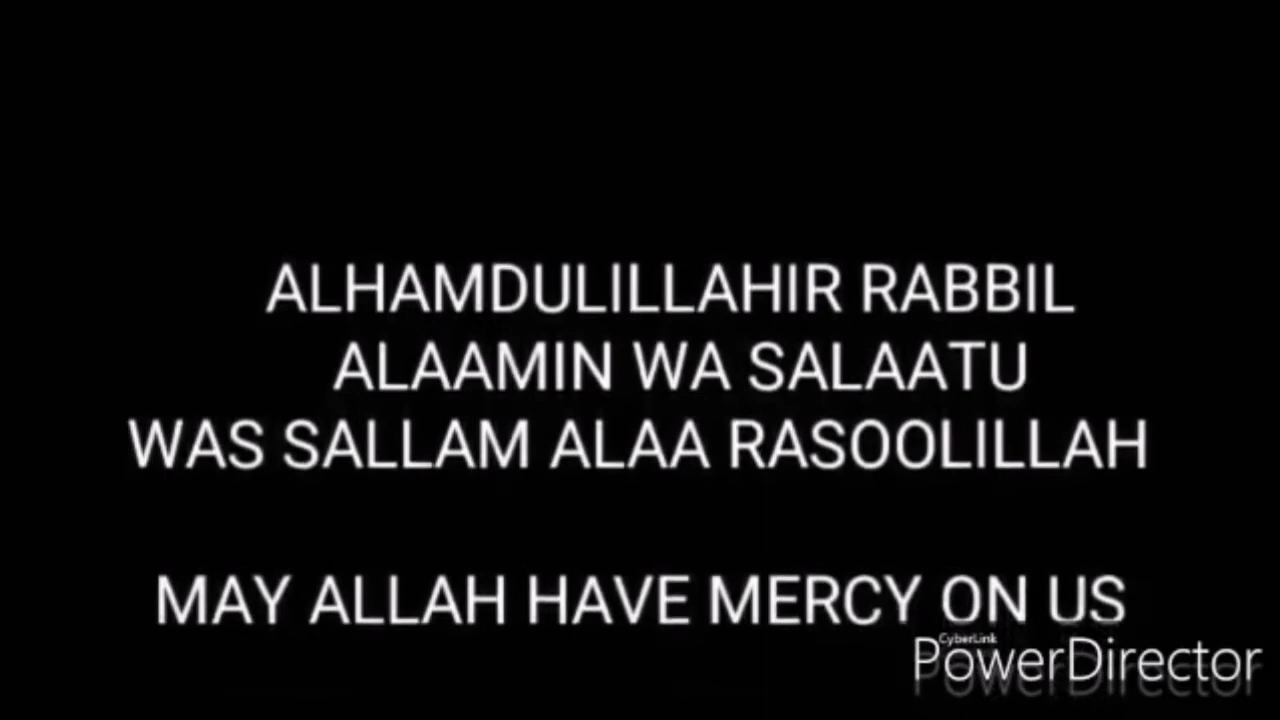 ALHAMDULILLAHIR RABBIL
ALAAMIN WA SALAATU
WAS SALLAM ALAA RASOOLILLAH
MAY ALLAH HAVE MERCY ON US
CyberLink
PowerDirector